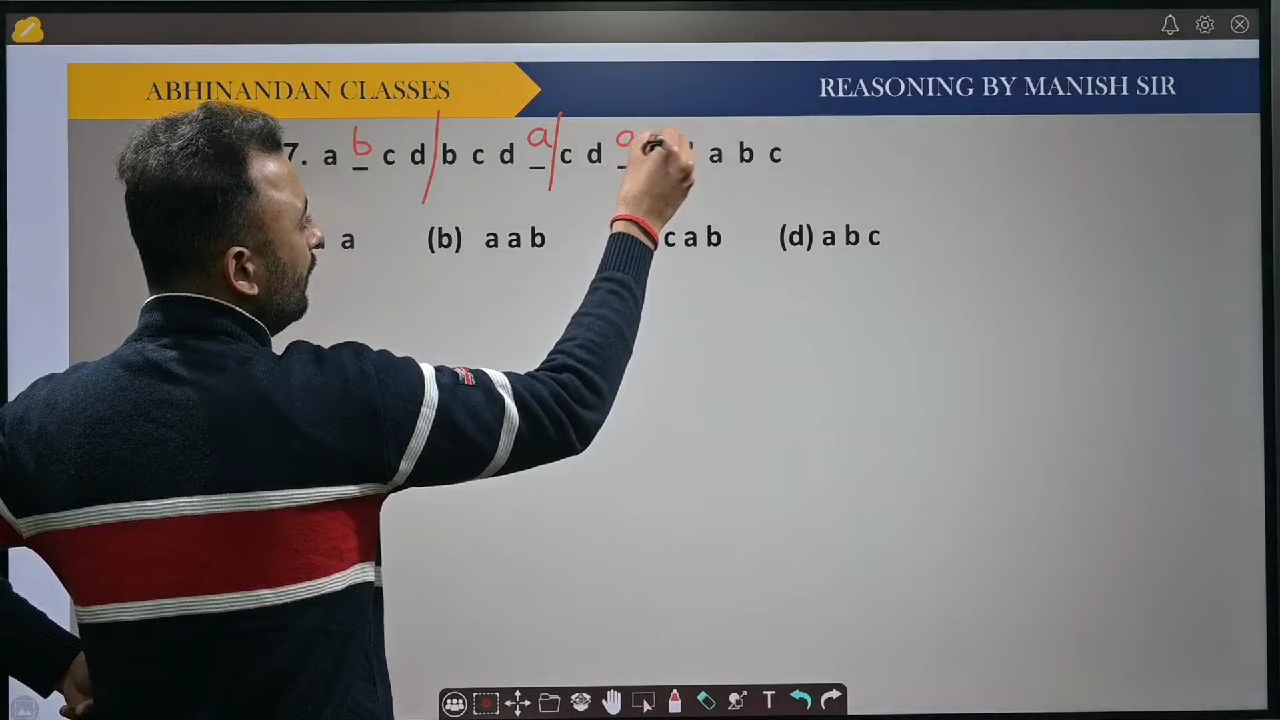 ABHINANDAN CLASSES
REASONING BY MANISH SIR
b a
7. a _ c d / b c d _ / c d _ a b c
a (b) a a b c a b (d) a b c
T